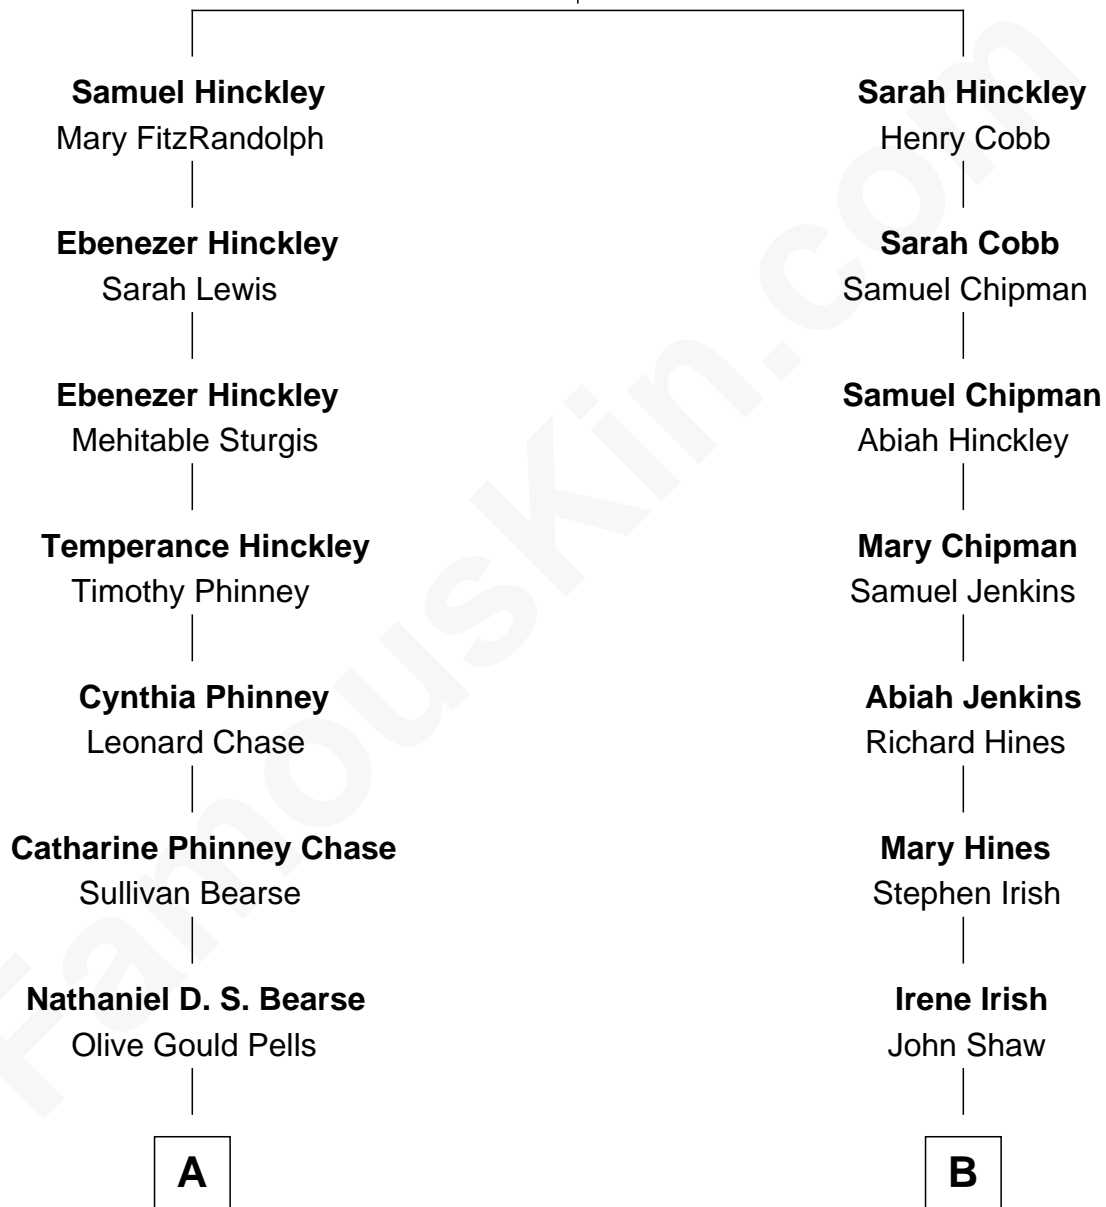 Samuel Hinckley
Mary FitzRandolph
Sarah Hinckley
Henry Cobb
Ebenezer Hinckley
Sarah Lewis
Sarah Cobb
Samuel Chipman
Ebenezer Hinckley
Mehitable Sturgis
Samuel Chipman
Abiah Hinckley
Temperance Hinckley
Timothy Phinney
Mary Chipman
Samuel Jenkins
Cynthia Phinney
Leonard Chase
Abiah Jenkins
Richard Hines
Catharine Phinney Chase
Sullivan Bearse
Mary Hines
Stephen Irish
Nathaniel D. S. Bearse
Olive Gould Pells
Irene Irish
John Shaw
A
B
FamousKin.com